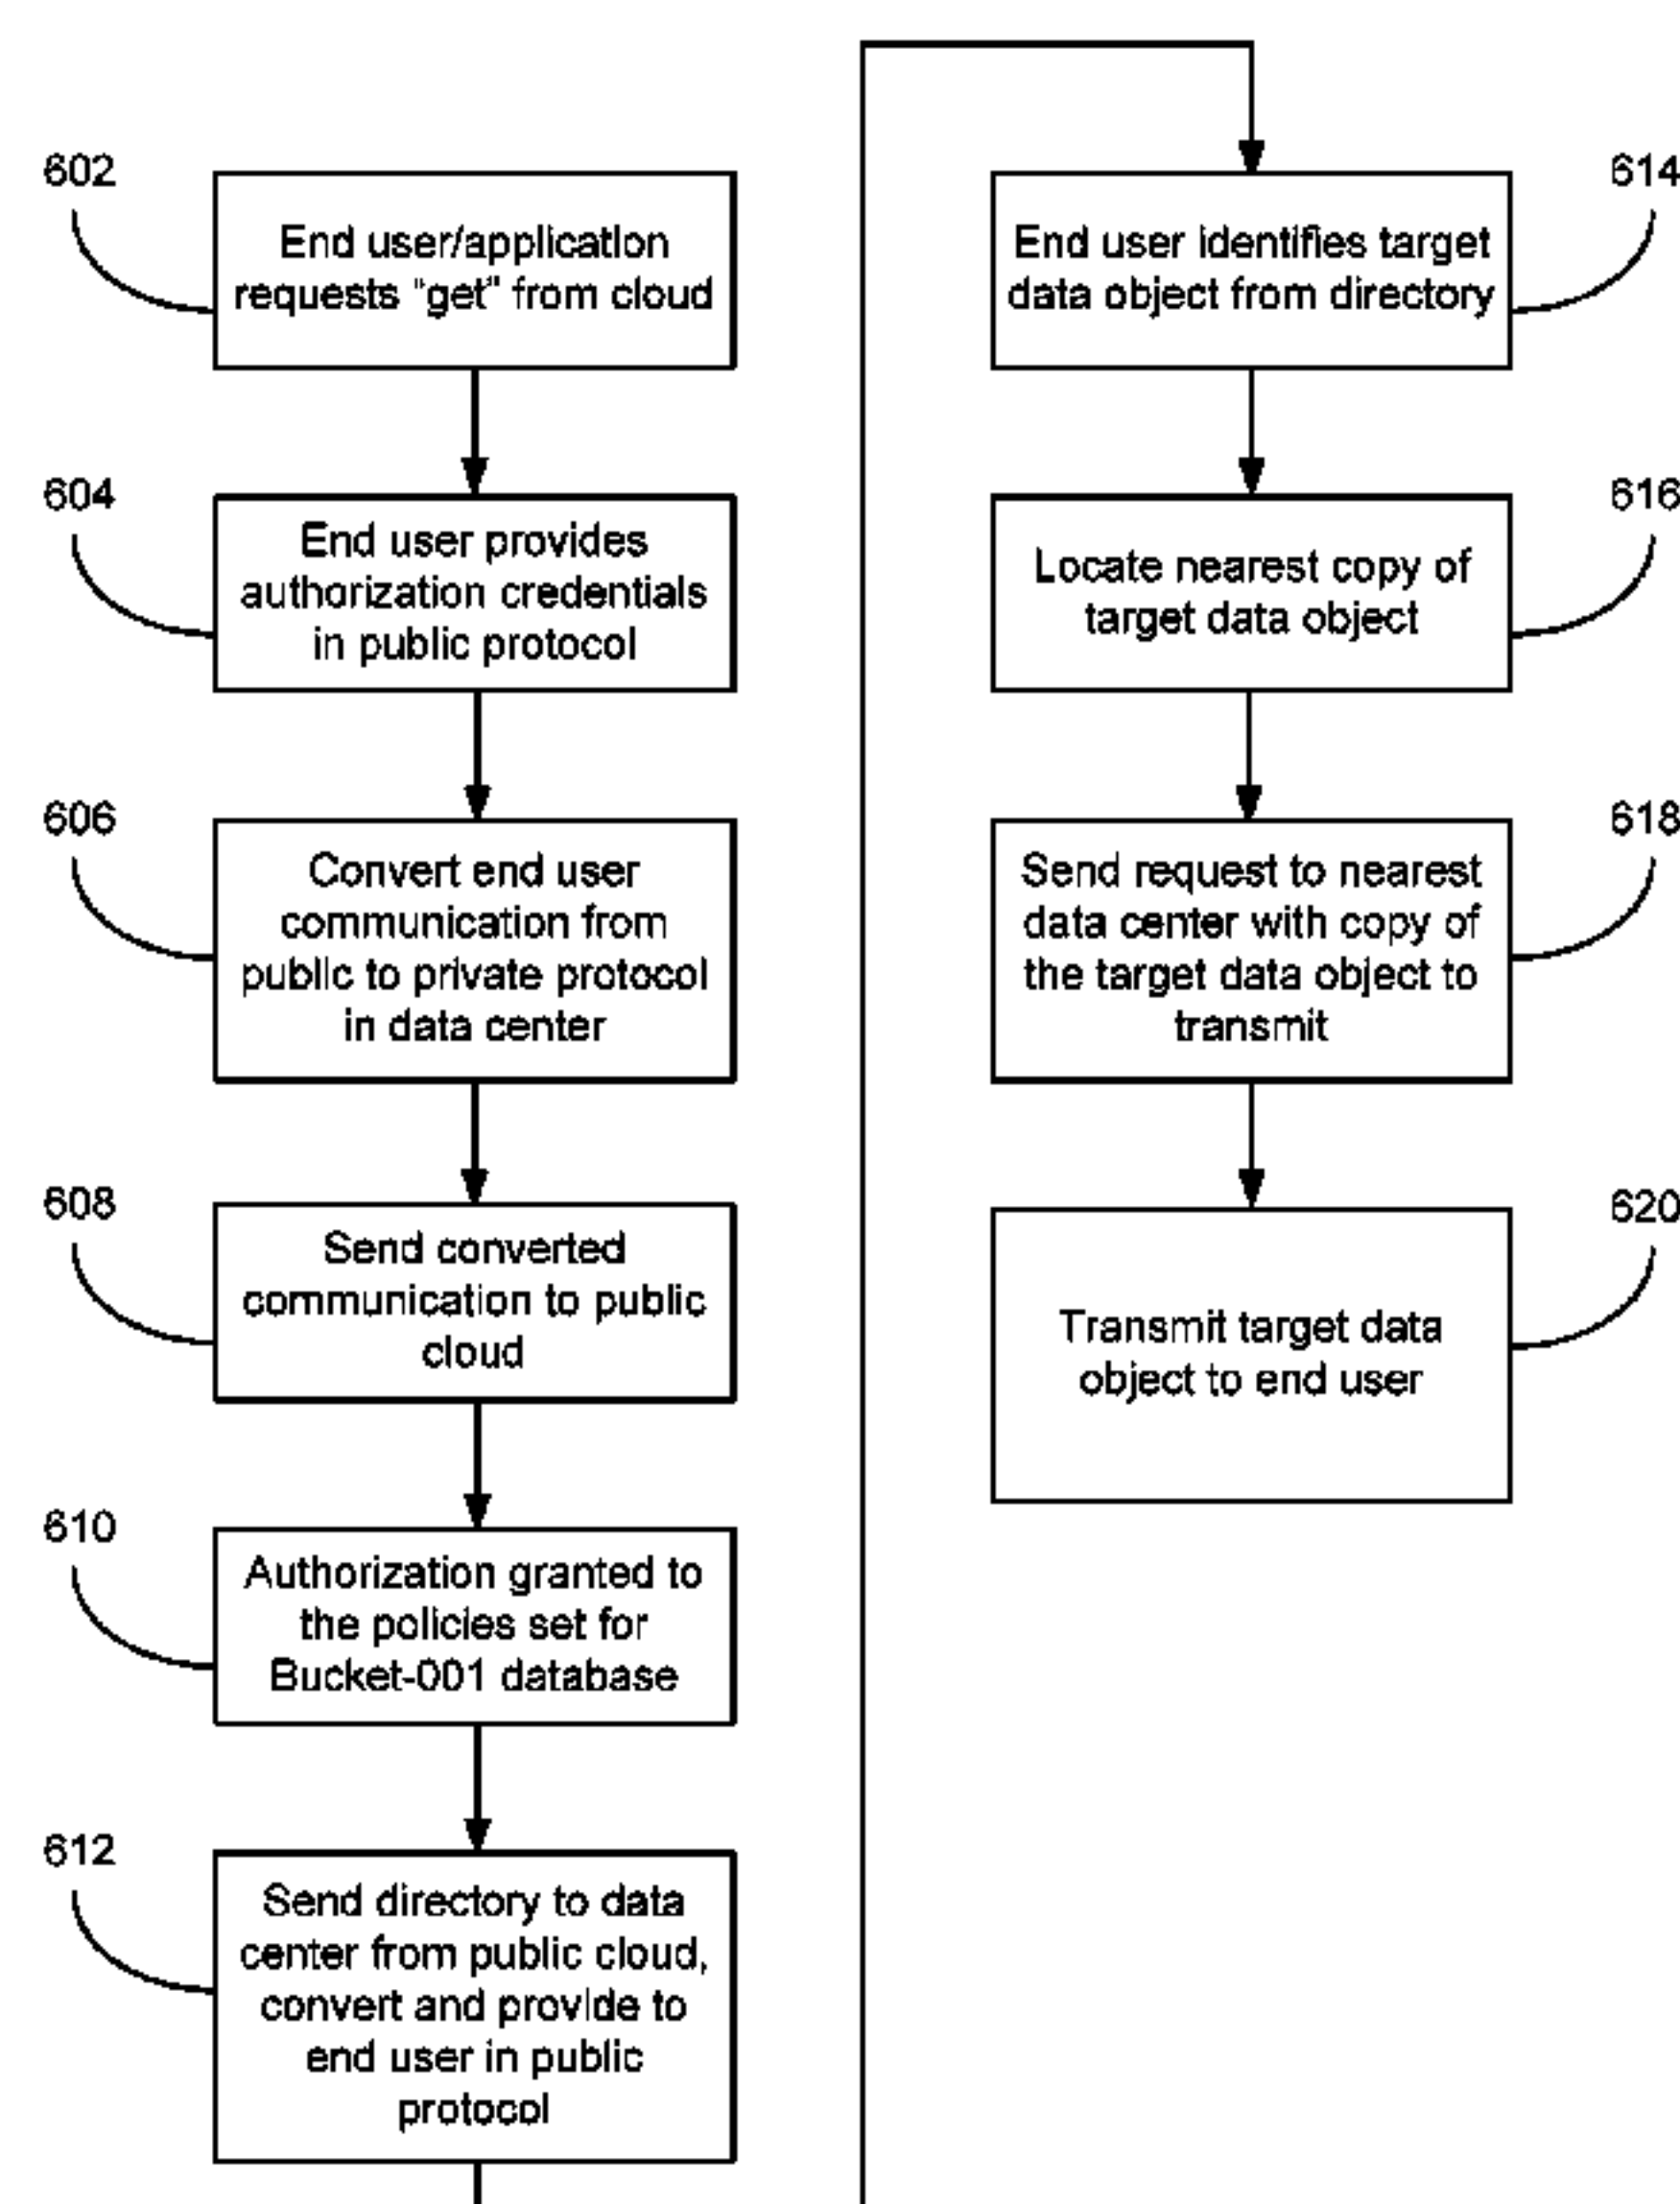 602
End user/application
requests "get" from cloud
604
End user provides
authorization credentials
in public protocol
606
Convert end user
communication from
public to private protocol
in data center
608
Send converted
communication to public
cloud
610
Authorization granted to
the policies set for
Bucket-001 database
612
Send directory to data
center from public cloud,
convert and provide to
end user in public
protocol
614
End user identifies target
data object from directory
616
Locate nearest copy of
target data object
618
Send request to nearest
data center with copy of
the target data object to
transmit
620
Transmit target data
object to end user